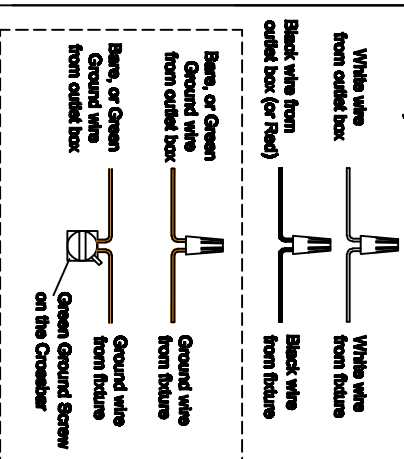 White wire
from outlet box
White wire
from fixture
Black wire from
outlet box (or Red)
Black wire
from fixture
Bare, or Green
Ground wire
from outlet box
Ground wire
from fixture
Bare, or Green
Ground wire
from outlet box
Ground wire
from fixture
Green Ground Screw
on the Crossbar